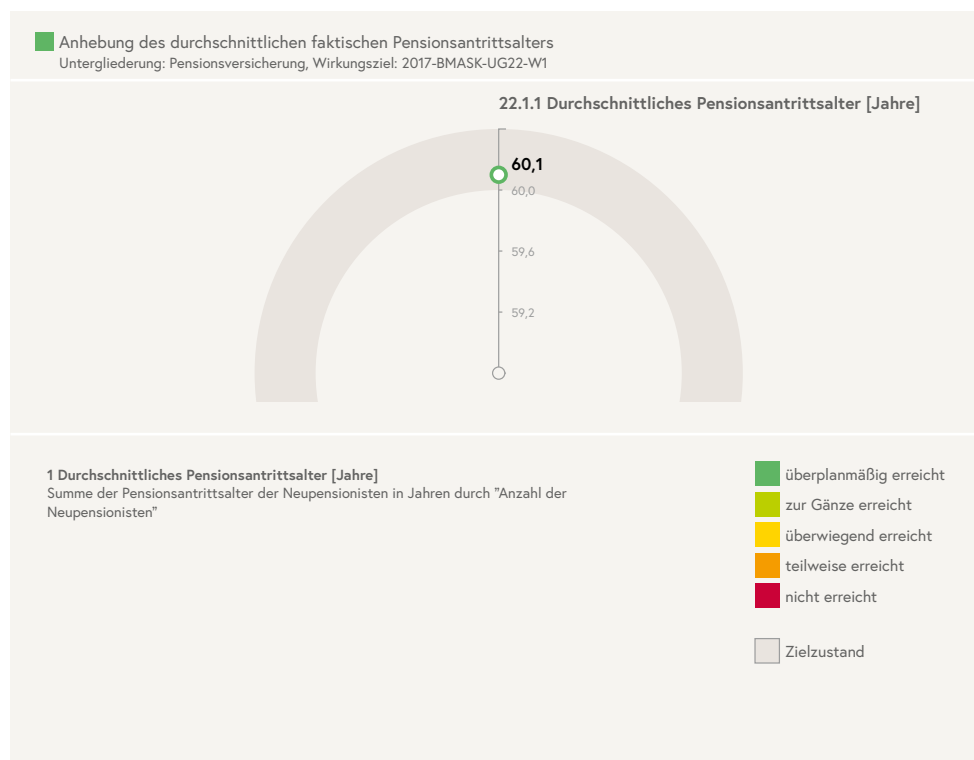 Anhebung des durchschnittlichen faktischen Pensionsantrittsalters
Untergliederung: Pensionsversicherung, Wirkungsziel: 2017-BMASK-UG22-W1
22.1.1 Durchschnittliches Pensionsantrittsalter [Jahre]
60,1
60,0
59,6
59,2
1 Durchschnittliches Pensionsantrittsalter [Jahre]
Summe der Pensionsantrittsalter der Neupensionisten in Jahren durch "Anzahl der
Neupensionisten"
überplanmäßig erreicht
zur Gänze erreicht
überwiegend erreicht
teilweise erreicht
nicht erreicht
Zielzustand